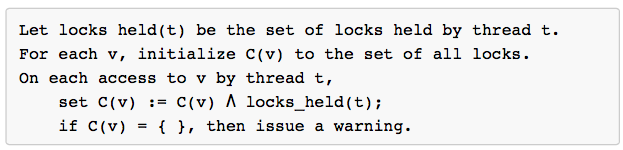 Let locks held(t) be the set of locks held by thread t.
For each v, initialize C(v) to the set of all locks.
On each access to v by thread t,
set C(v) := C(v) Λ locks_held(t);
if C(v) = { }, then issue a warning.